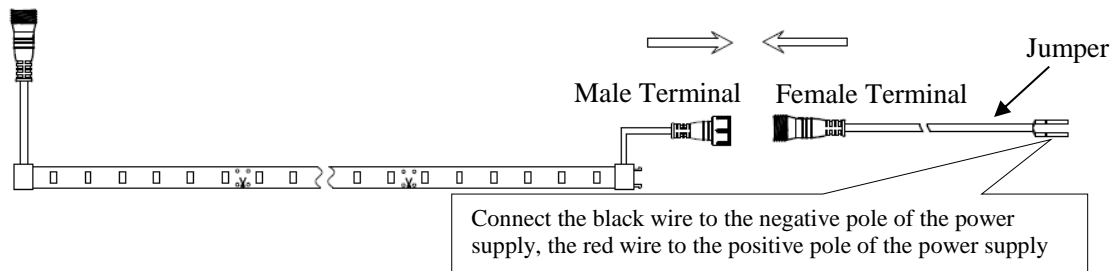 Jumper
Male Terminal
Female Terminal
Connect the black wire to the negative pole of the power
supply, the red wire to the positive pole of the power supply